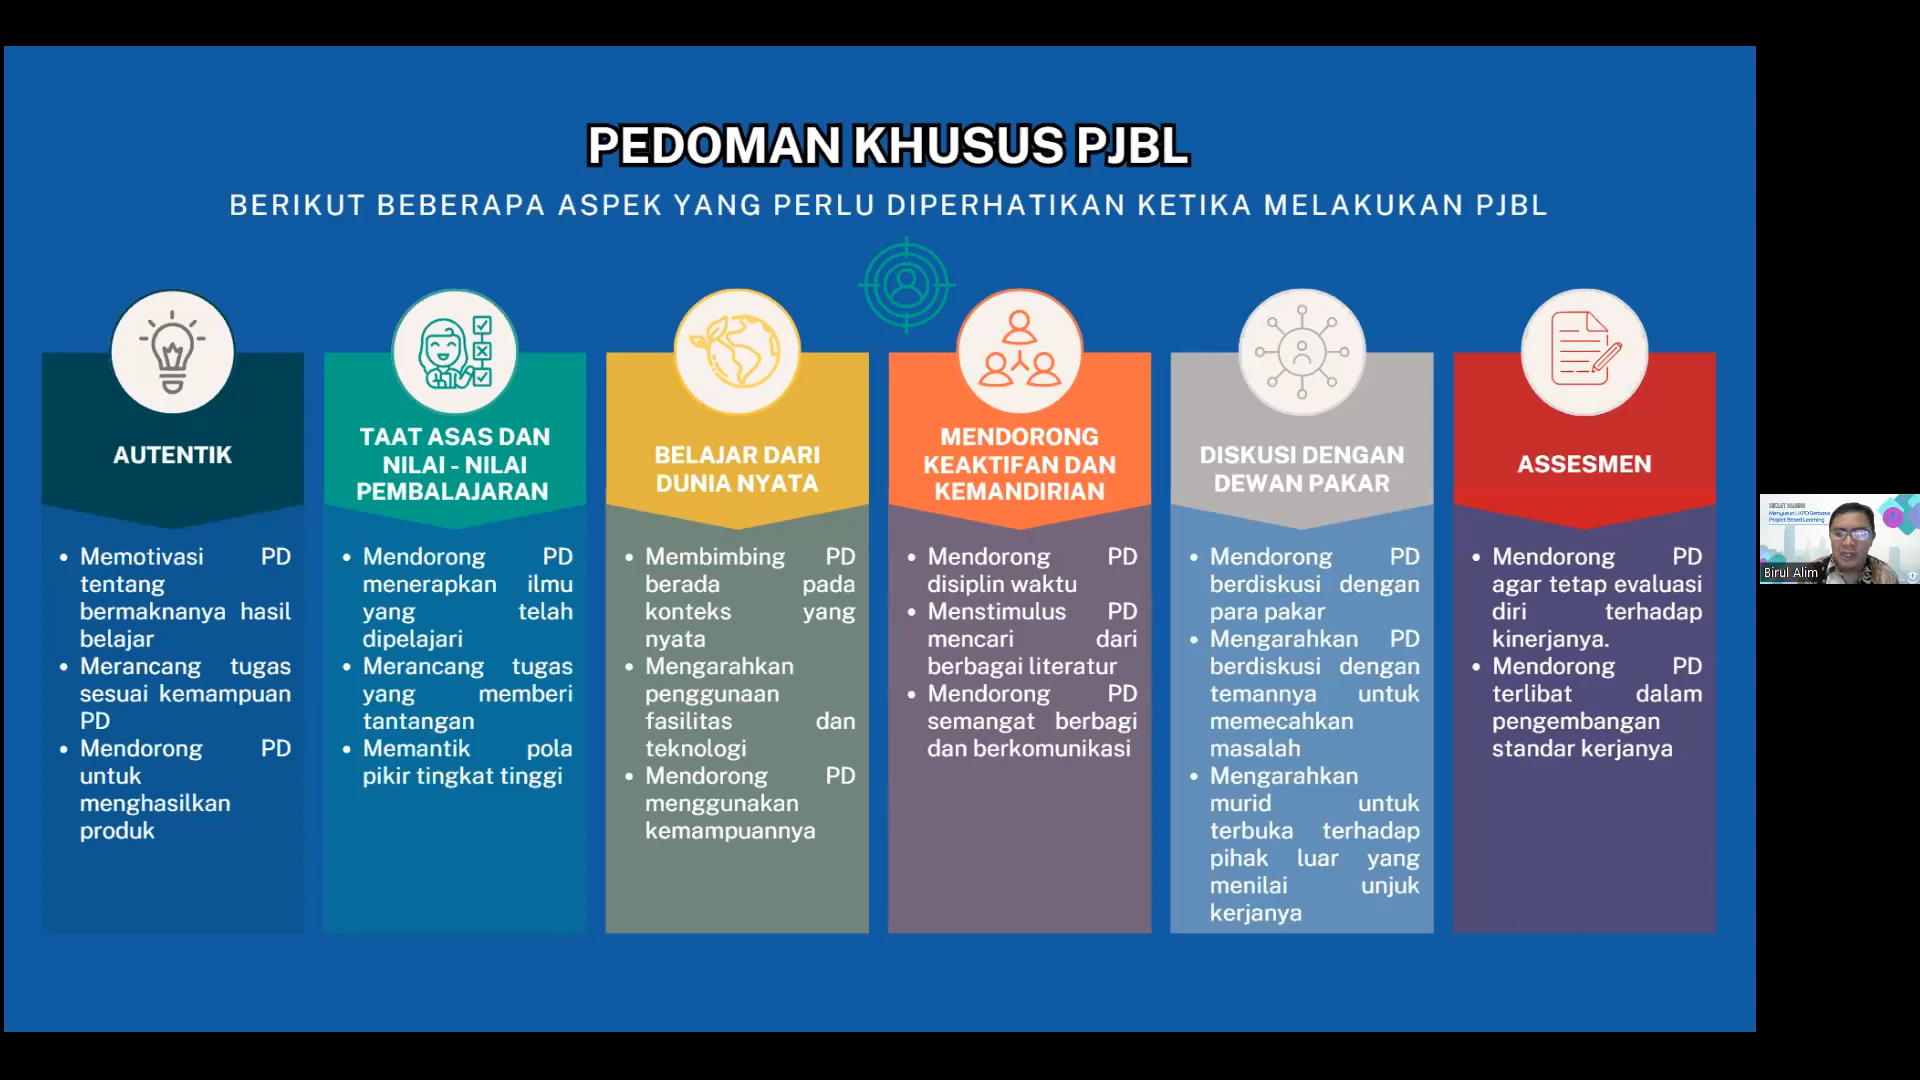 PEDOMAN KHUSUS PJBL
BERIKUT BEBERAPA ASPEK YANG PERLU DIPERHATIKAN KETIKA MELAKUKAN PJBL
AUTENTIK
• Memotivasi PD
tentang
bermaknanya hasil
belajar
• Merancang tugas
sesuai kemampuan
PD
• Mendorong PD
untuk
menghasilkan
produk
TAAT ASAS DAN
NILAI - NILAI
PEMBALAJARAN
• Mendorong PD
menerapkan ilmu
yang telah
dipelajari
• Merancang tugas
yang memberi
tantangan
• Memantik pola
pikir tingkat tinggi
BELAJAR DARI
DUNIA NYATA
• Membimbing PD
berada pada
konteks yang
nyata
• Mengarahkan
penggunaan
fasilitas dan
teknologi
• Mendorong PD
menggunakan
kemampuannya
MENDORONG
KEAKTIFAN DAN
KEMANDIRIAN
• Mendorong PD
disiplin waktu
• Menstimulus PD
mencari dari
berbagai literatur
• Mendorong PD
semangat berbagi
dan berkomunikasi
DISKUSI DENGAN
DEWAN PAKAR
• Mendorong PD
berdiskusi dengan
para pakar
• Mengarahkan PD
berdiskusi dengan
temannya untuk
memecahkan
masalah
• Mengarahkan
murid untuk
terbuka terhadap
pihak luar yang
menilai unjuk
kerjanya
ASSESMEN
• Mendorong PD
agar tetap evaluasi
diri terhadap
kinerjanya.
• Mendorong PD
terlibat dalam
pengembangan
standar kerjanya
Menyusun LKPD Berbasis
Project Based Learning
Birul Alim